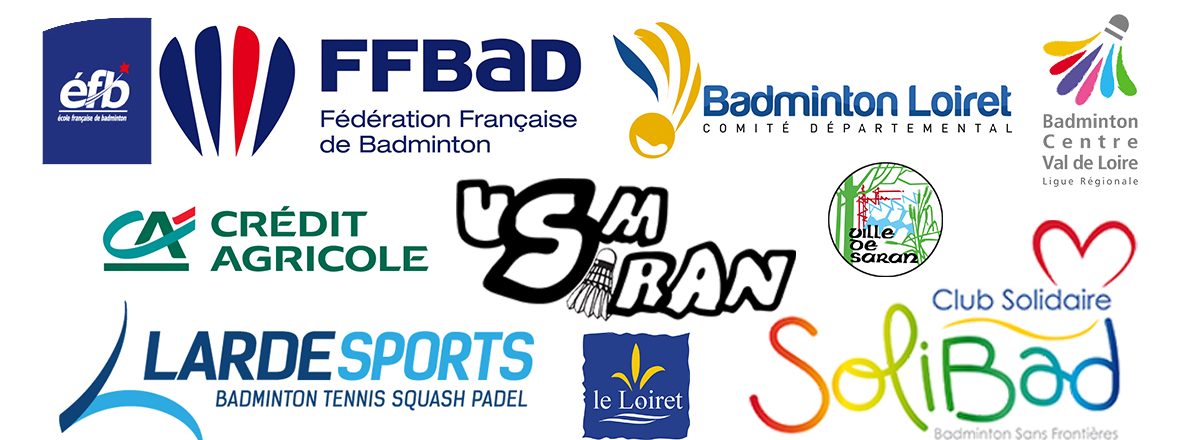 éfb
école française de badminton
FFBaD
Fédération Française
de Badminton
Badminton Loiret
COMITÉ DÉPARTEMENTAL
Badminton
Centre
Val de Loire
Ligue Régionale
CRÉDIT
AGRICOLE
USM
SARAN
VILLE
DE
SARAN
LARDESPORTS
BADMINTON TENNIS SQUASH PADEL
le Loiret
Club Solidaire
SoliBad
Badminton Sans Frontières